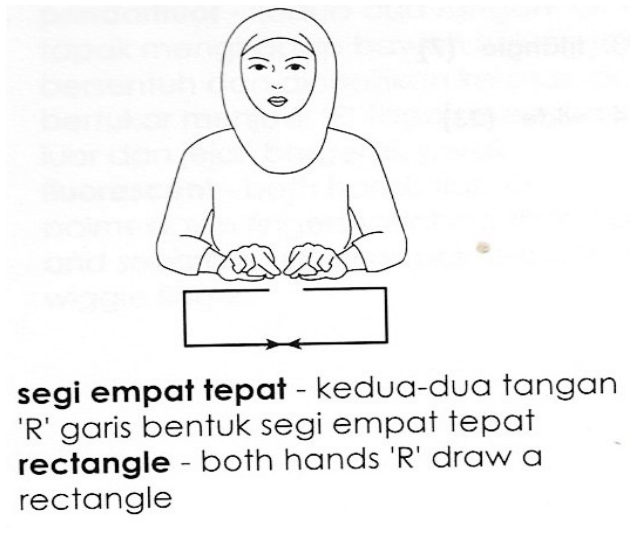 segi empat tepat - kedua-dua tangan
'R' garis bentuk segi empat tepat
rectangle - both hands 'R' draw a
rectangle